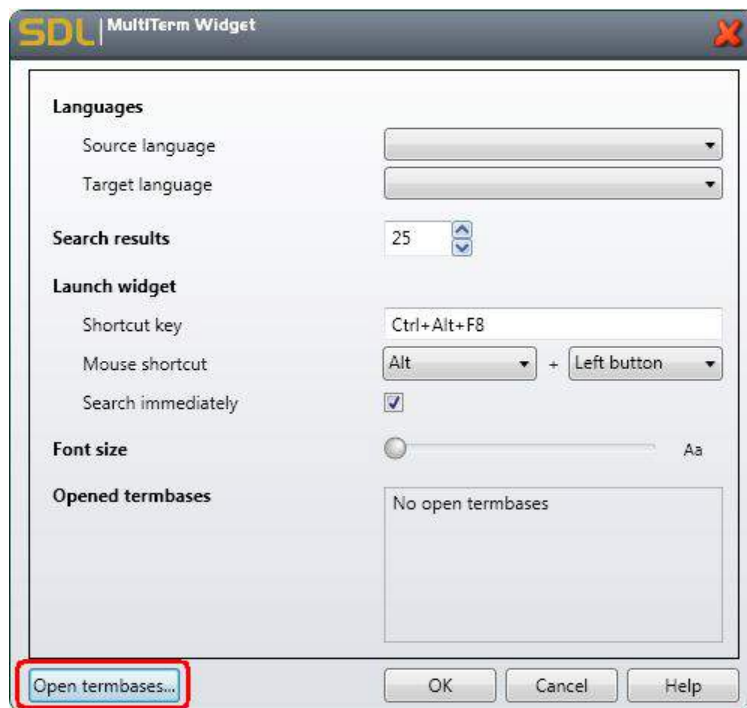 SDL MultiTerm Widget
Languages
Source language
Target language
Search results 25
Launch widget
Shortcut key Ctrl+Alt+F8
Mouse shortcut Alt + Left button
Search immediately
Font size Aa
Opened termbases No open termbases
Open termbases... OK Cancel Help